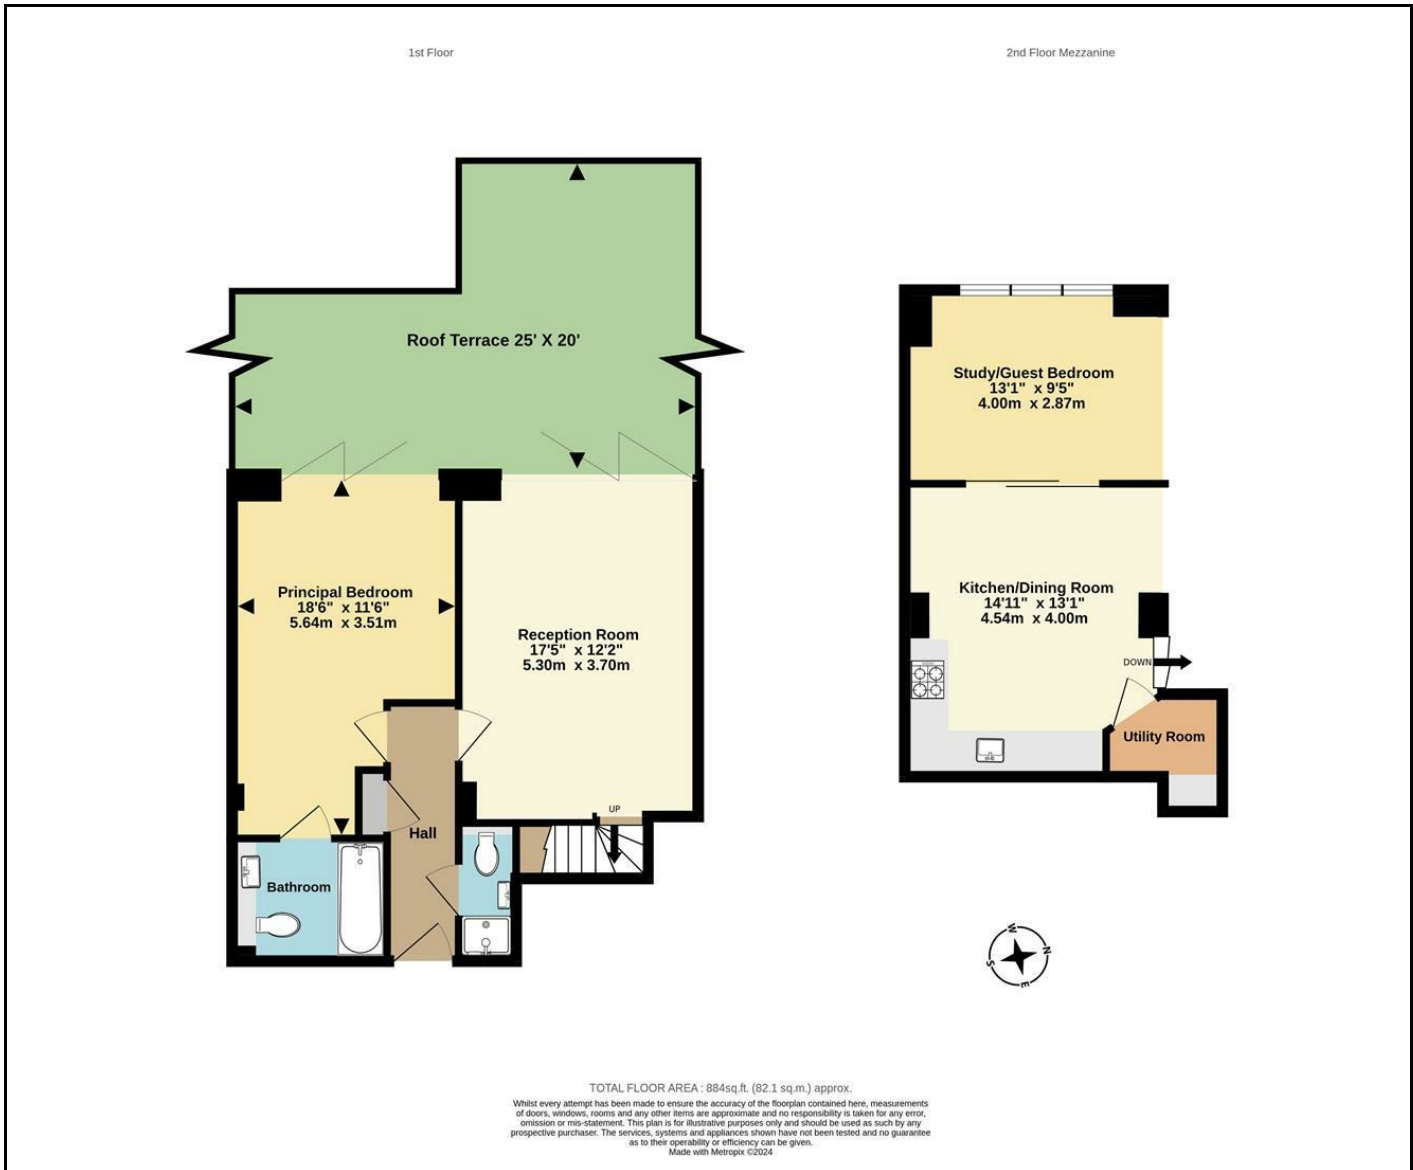 1st Floor
2nd Floor Mezzanine
Roof Terrace 25' X 20'
Study/Guest Bedroom
13'1" x 9'5"
4.00m x 2.87m
Principal Bedroom
18'6" x 11'6"
5.64m x 3.51m
Reception Room
17'5" x 12'2"
5.30m x 3.70m
Kitchen/Dining Room
14'11" x 13'1"
4.54m x 4.00m
DOWN
Utility Room
UP
Hall
Bathroom
W
N
S
E
TOTAL FLOOR AREA : 884sq.ft. (82.1 sq.m.) approx.
Whilst every attempt has been made to ensure the accuracy of the floorplan contained here, measurements
of doors, windows, rooms and any other items are approximate and no responsibility is taken for any error,
omission or mis-statement. This plan is for illustrative purposes only and should be used as such by any
prospective purchaser. The services, systems and appliances shown have not been tested and no guarantee
as to their operability or efficiency can be given.
Made with Metropix ©2024